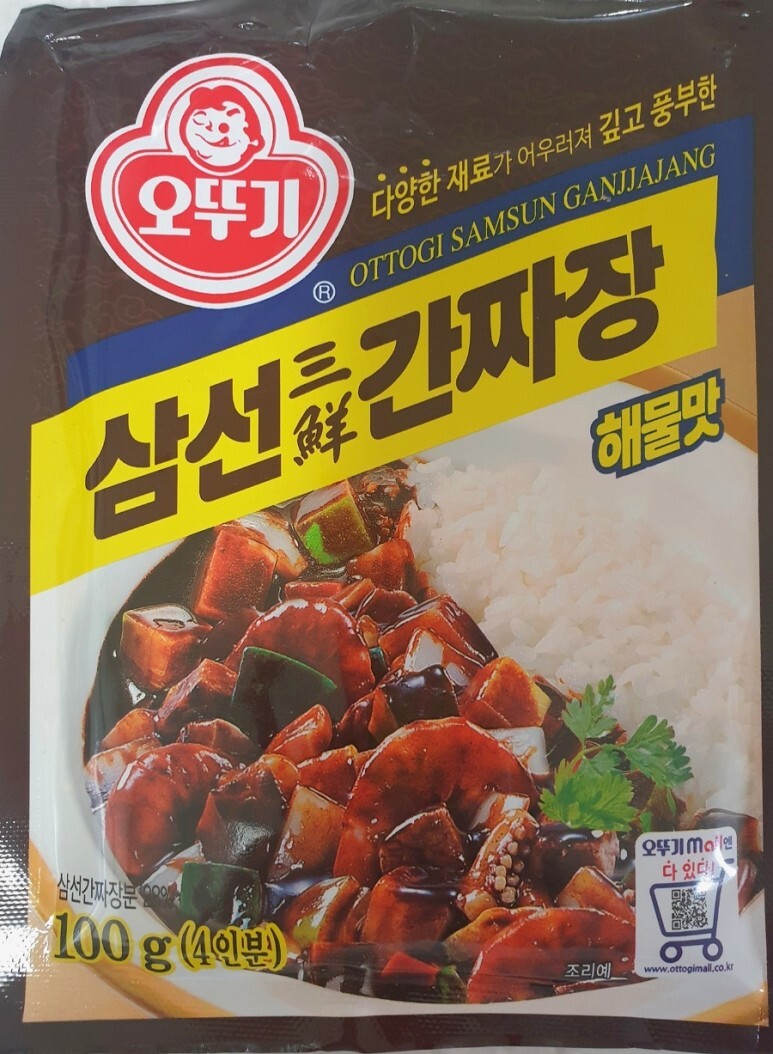 오뚜기
®
다양한 재료가 어우러져 깊고 풍부한
OTTOGI SAMSUN GANJJAJANG
삼선三鮮간짜장
해물맛
삼선간짜장분
100 g (4인분)
조리예
오뚜기mall엔
다 있다!
www.ottogimall.co.kr